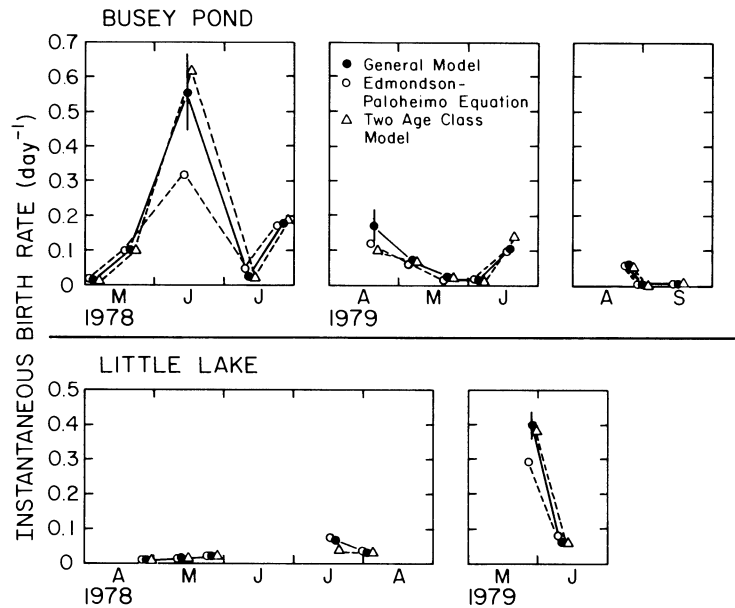 BUSEY POND
INSTANTANEOUS BIRTH RATE (day⁻¹)
0.7
0.6
0.5
0.4
0.3
0.2
0.1
0
M J J
1978
General Model
Edmondson-
Paloheimo Equation
Two Age Class
Model
A M J J
1979
A S
LITTLE LAKE
0.5
0.4
0.3
0.2
0.1
0
A M J J A
1978
M J
1979